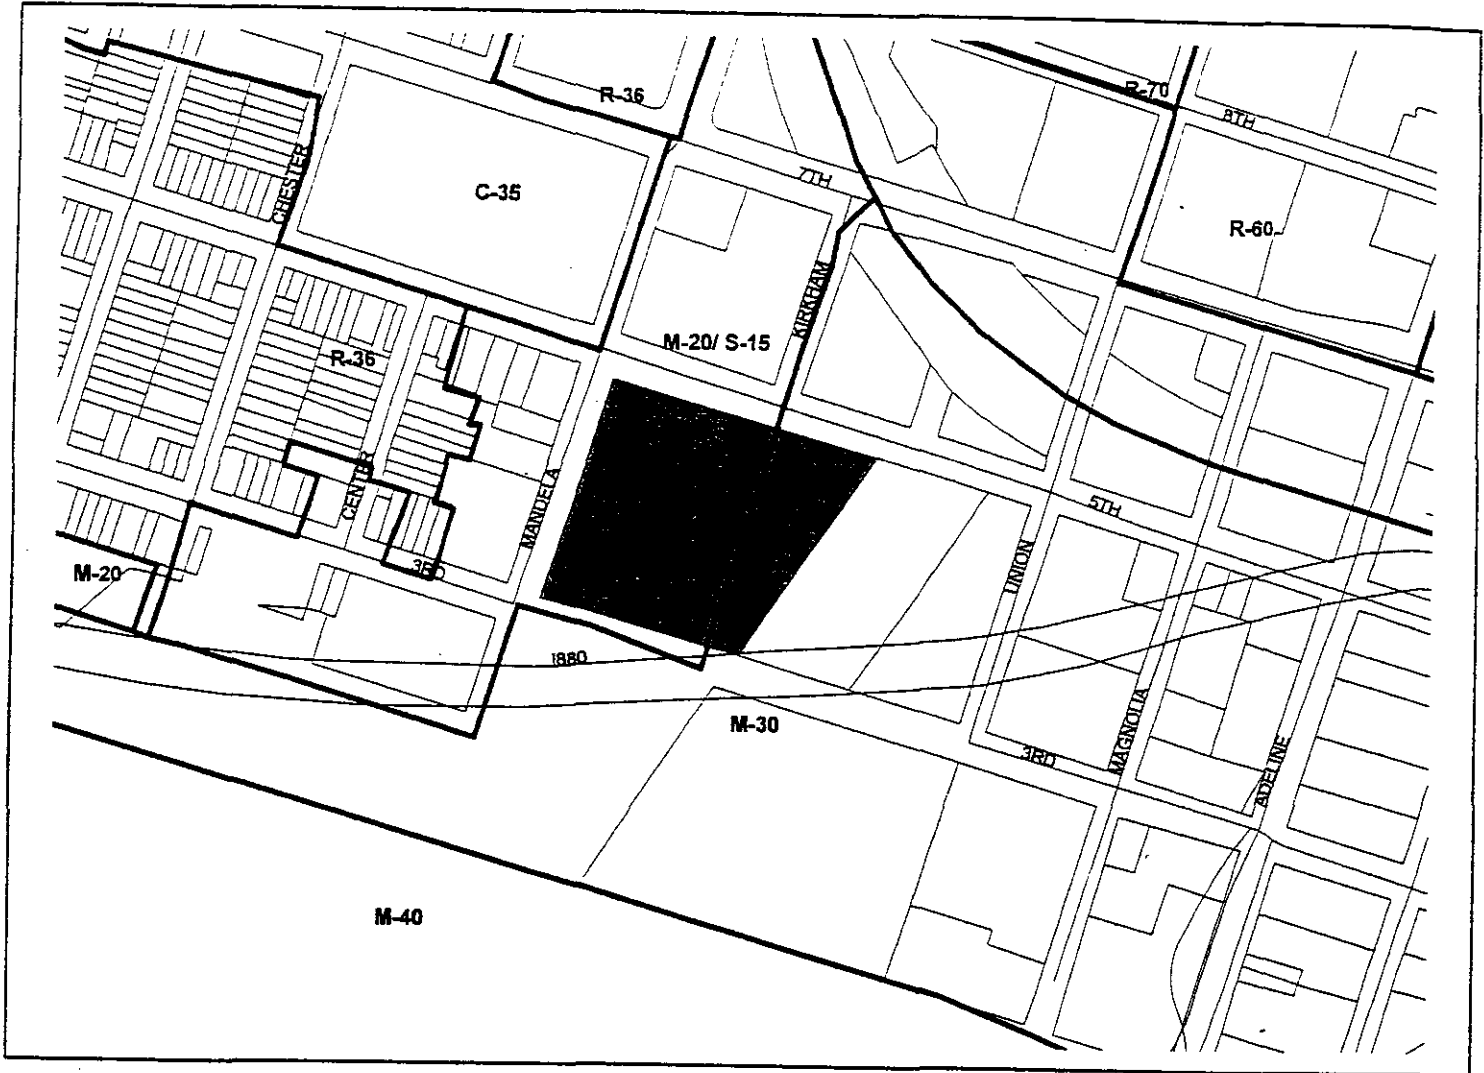 R-70
R-36
8TH
7TH
CHESTER
C-35
R-60
KIRKHAM
M-20/ S-15
R-36
CENTER
MANDELA
5TH
UNION
3RD
M-20
I880
MAGNOLIA
M-30
3RD
ADELINE
M-40